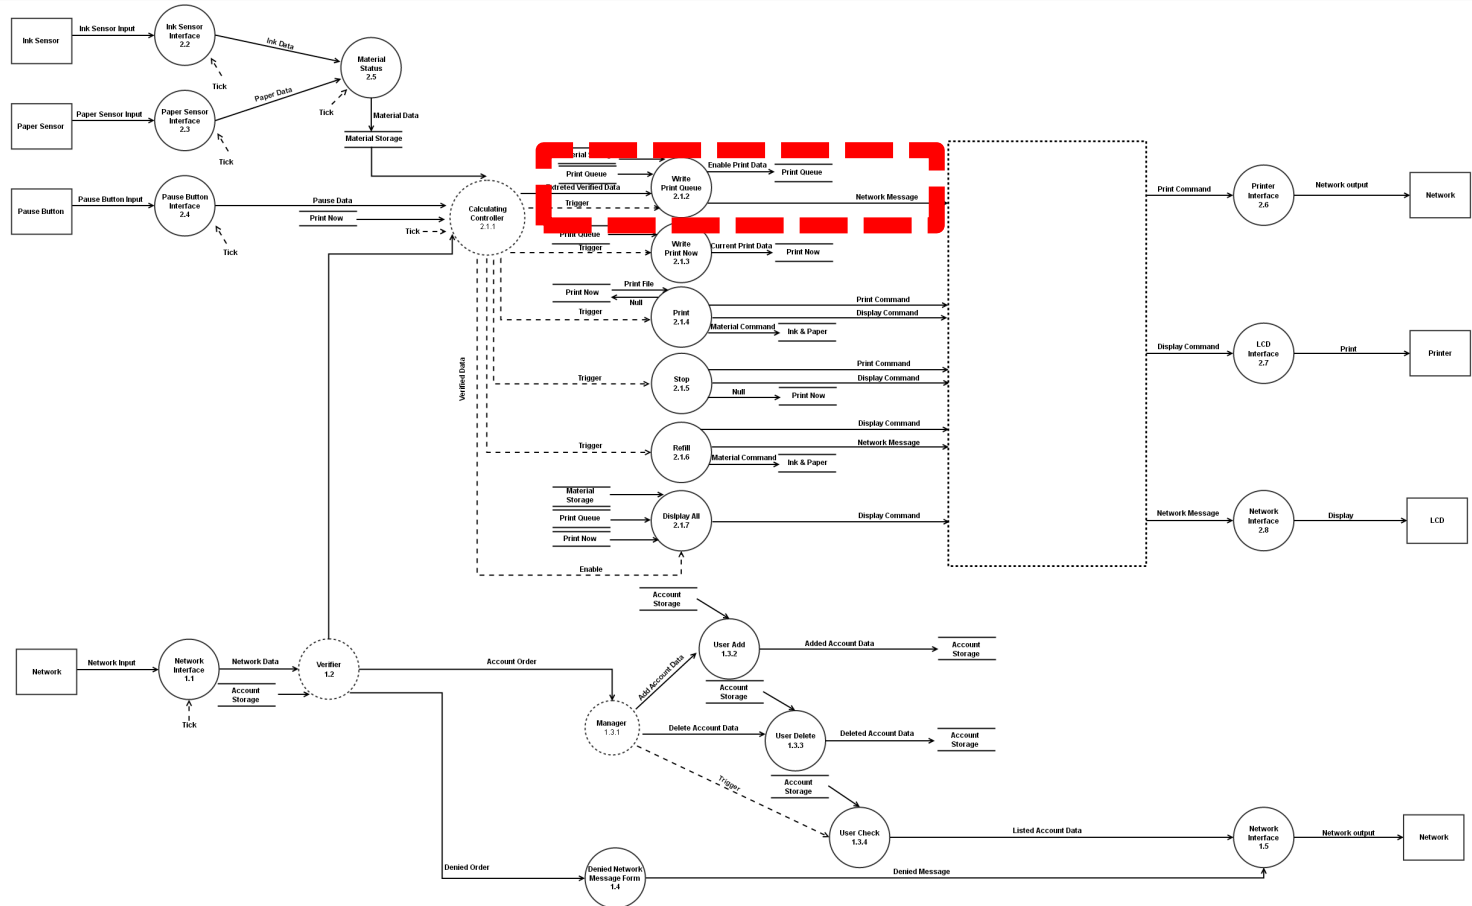 Ink Sensor
Ink Sensor Input
Ink Sensor
Interface
2.2
Ink Data
Tick
Material
Status
2.5
Tick
Material Data
Material Storage
Paper Sensor
Paper Sensor Input
Paper Sensor
Interface
2.3
Paper Data
Tick
Pause Button
Pause Button Input
Pause Button
Interface
2.4
Tick
Pause Data
Print Now
Tick
Calculating
Controller
2.1.1
Print Queue
Verified Data
Trigger
Write
Print Queue
2.1.2
Enable Print Data
Print Queue
Network Message
Print Queue
Trigger
Write
Print Now
2.1.3
Current Print Data
Print Now
Print Now
Print File
Null
Trigger
Print
2.1.4
Print Command
Display Command
Material Command
Ink & Paper
Trigger
Stop
2.1.5
Print Command
Display Command
Null
Print Now
Trigger
Refill
2.1.6
Display Command
Network Message
Material Command
Ink & Paper
Material
Storage
Print Queue
Print Now
Dislplay All
2.1.7
Display Command
Enable
Verified Data
Print Command
Printer
Interface
2.6
Network output
Network
Display Command
LCD
Interface
2.7
Print
Printer
Network Message
Network
Interface
2.8
Display
LCD
Network
Network Input
Network
Interface
1.1
Tick
Network Data
Account
Storage
Verifier
1.2
Account Order
Manager
1.3.1
Add Account Data
Account
Storage
User Add
1.3.2
Added Account Data
Account
Storage
Delete Account Data
Account
Storage
User Delete
1.3.3
Deleted Account Data
Account
Storage
Trigger
Account
Storage
User Check
1.3.4
Listed Account Data
Denied Order
Denied Network
Message Form
1.4
Denied Message
Network
Interface
1.5
Network output
Network